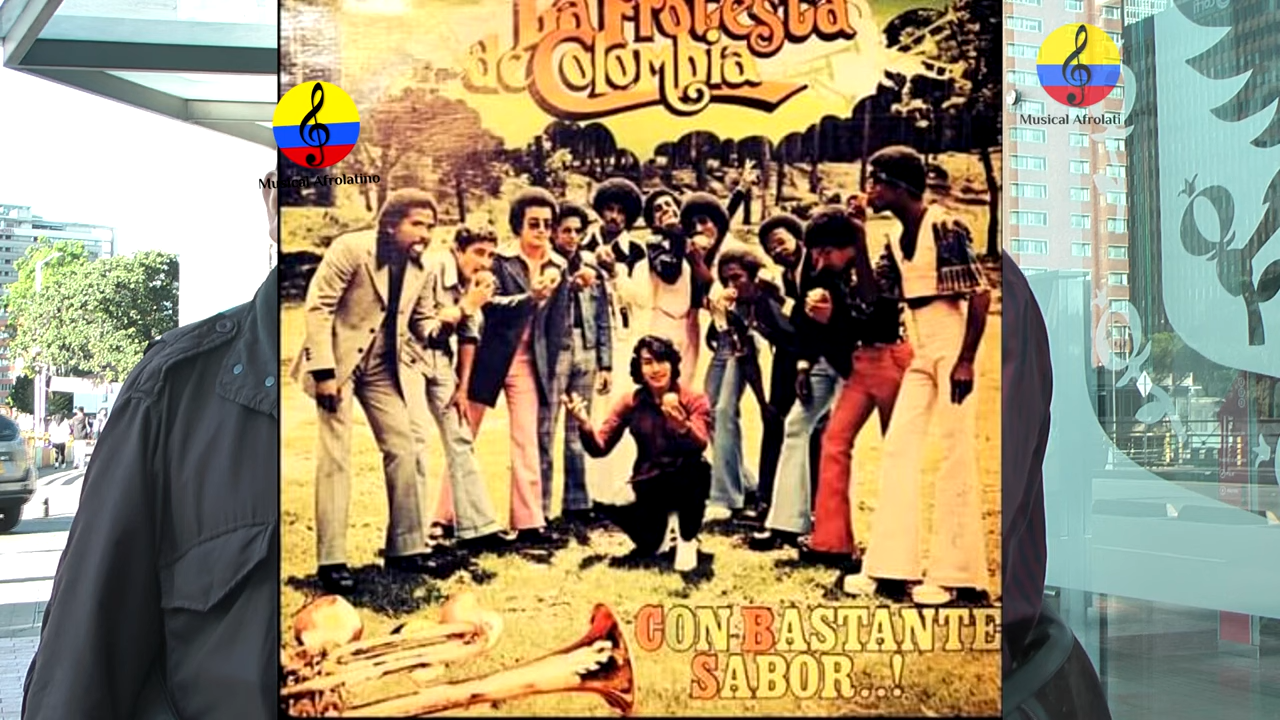 La Protesta
de Colombia
Musical Afrolatino
Musical Afrolati
CON BASTANTE
SABOR..!